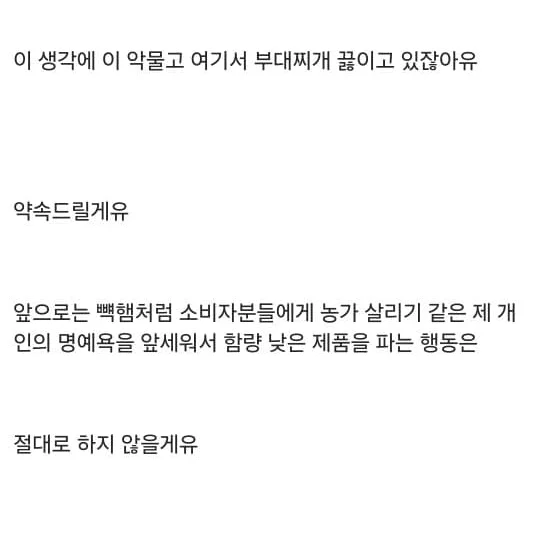 이 생각에 이 악물고 여기서 부대찌개 끓이고 있잖아유
약속드릴게유
앞으로는 빽햄처럼 소비자분들에게 농가 살리기 같은 제 개
인의 명예욕을 앞세워서 함량 낮은 제품을 파는 행동은
절대로 하지 않을게유